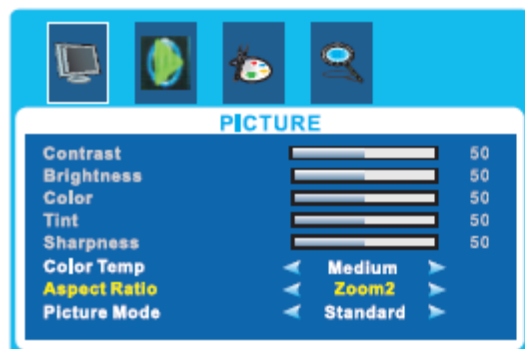 PICTURE
Contrast 50
Brightness 50
Color 50
Tint 50
Sharpness 50
Color Temp Medium
Aspect Ratio Zoom2
Picture Mode Standard